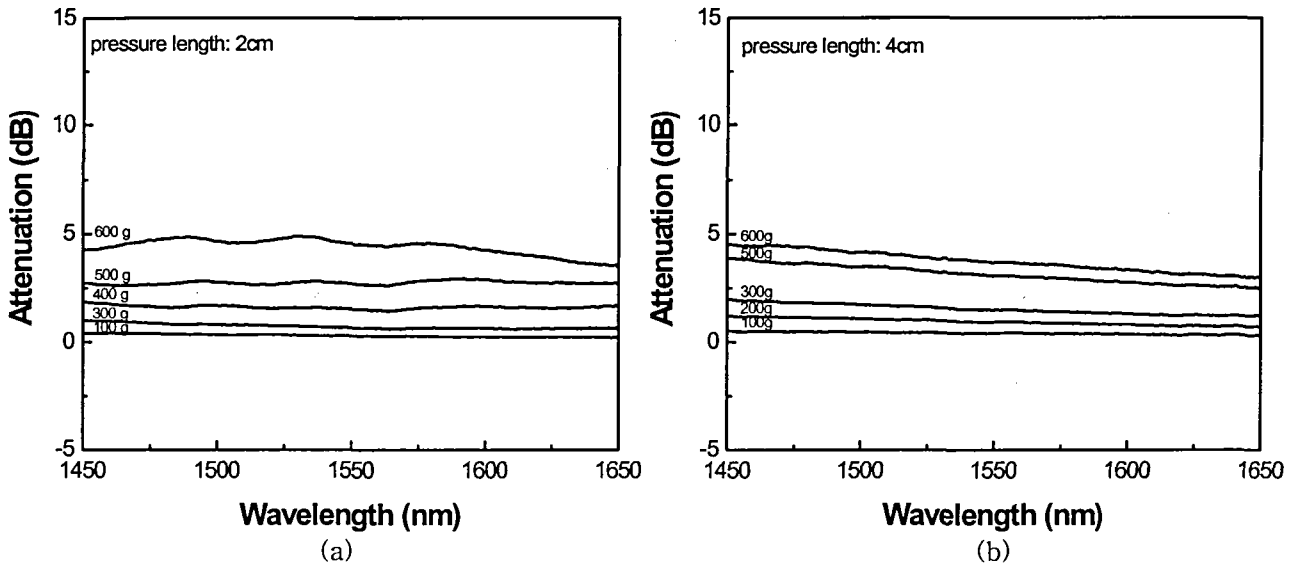 15
10
5
0
-5
Attenuation (dB)
pressure length: 2cm
600 g
500 g
400 g
300 g
100 g
1450
1500
1550
1600
1650
Wavelength (nm)
(a)
15
10
5
0
-5
Attenuation (dB)
pressure length: 4cm
600g
500g
300g
200g
100g
1450
1500
1550
1600
1650
Wavelength (nm)
(b)